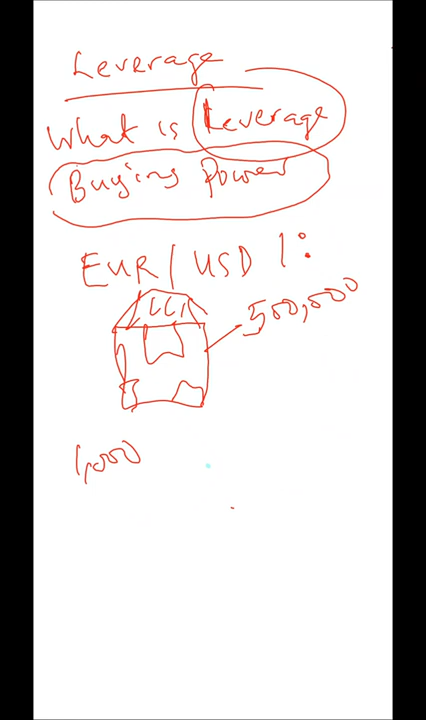 Leverage
What is Leverage
Buying Power
EUR/USD 1:
500,000
1,000